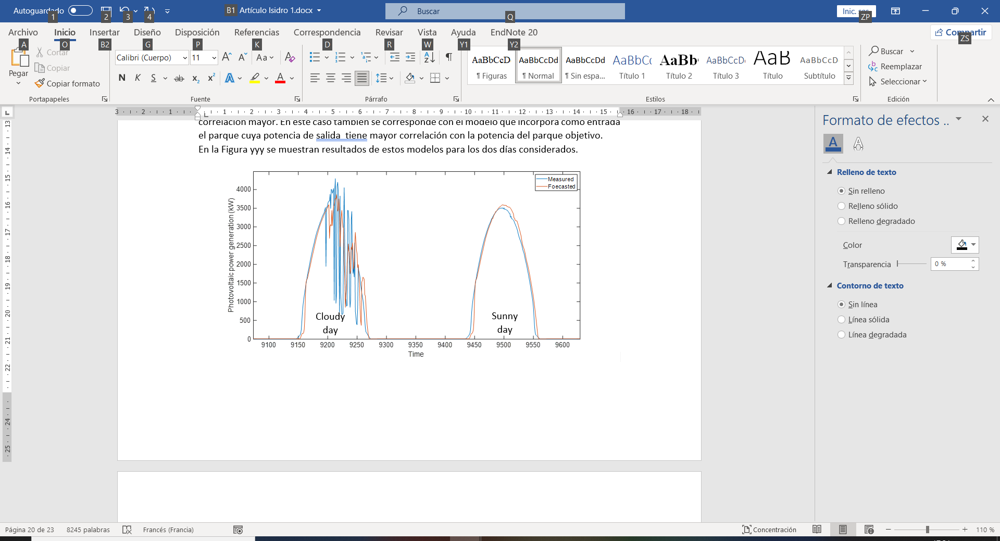 Autoguardado
1
2
3
4
B1
Artículo Isidro 1.docx
Buscar
Q
Inic. ses
ZP
Archivo
Inicio
Insertar
Diseño
Disposición
Referencias
Correspondencia
Revisar
Vista
Ayuda
EndNote 20
Compartir
A
O
B2
G
P
K
D
R
W
Y1
Y2
ZS
Pegar
Cortar
Copiar
Copiar formato
Portapapeles
Calibri (Cuerpo)
11
Aa
N K S ab x₂ x²
Fuente
Párrafo
AaBbCcD
¶ Figuras
AaBbCcDd
¶ Normal
AaBbCcDd
¶ Sin espa...
AaBbCc
Título 1
AaBb
Título 2
AaBbCcDc
Título 3
AaB
Título
AaBbCcD
Subtítulo
Estilos
Buscar
Reemplazar
Seleccionar
Edición
3 2 1 1 2 3 4 5 6 7 8 9 10 11 12 13 14 15 16 17 18
13
14
15
16
17
18
19
20
21
22
24
25
correlación mayor. En este caso también se corresponde con el modelo que incorpora como entrada
el parque cuya potencia de salida  tiene mayor correlación con la potencia del parque objetivo.
En la Figura yyy se muestran resultados de estos modelos para los dos días considerados.
Measured
Foecasted
Photovoltaic power generation (kW)
4000
3500
3000
2500
2000
1500
1000
500
0
Cloudy
day
Sunny
day
9100 9150 9200 9250 9300 9350 9400 9450 9500 9550 9600
Time
Formato de efectos ..
Relleno de texto
Sin relleno
Relleno sólido
Relleno degradado
Color
Transparencia
0 %
Contorno de texto
Sin línea
Línea sólida
Línea degradada
Página 20 de 23
8245 palabras
Francés (Francia)
Concentración
110 %